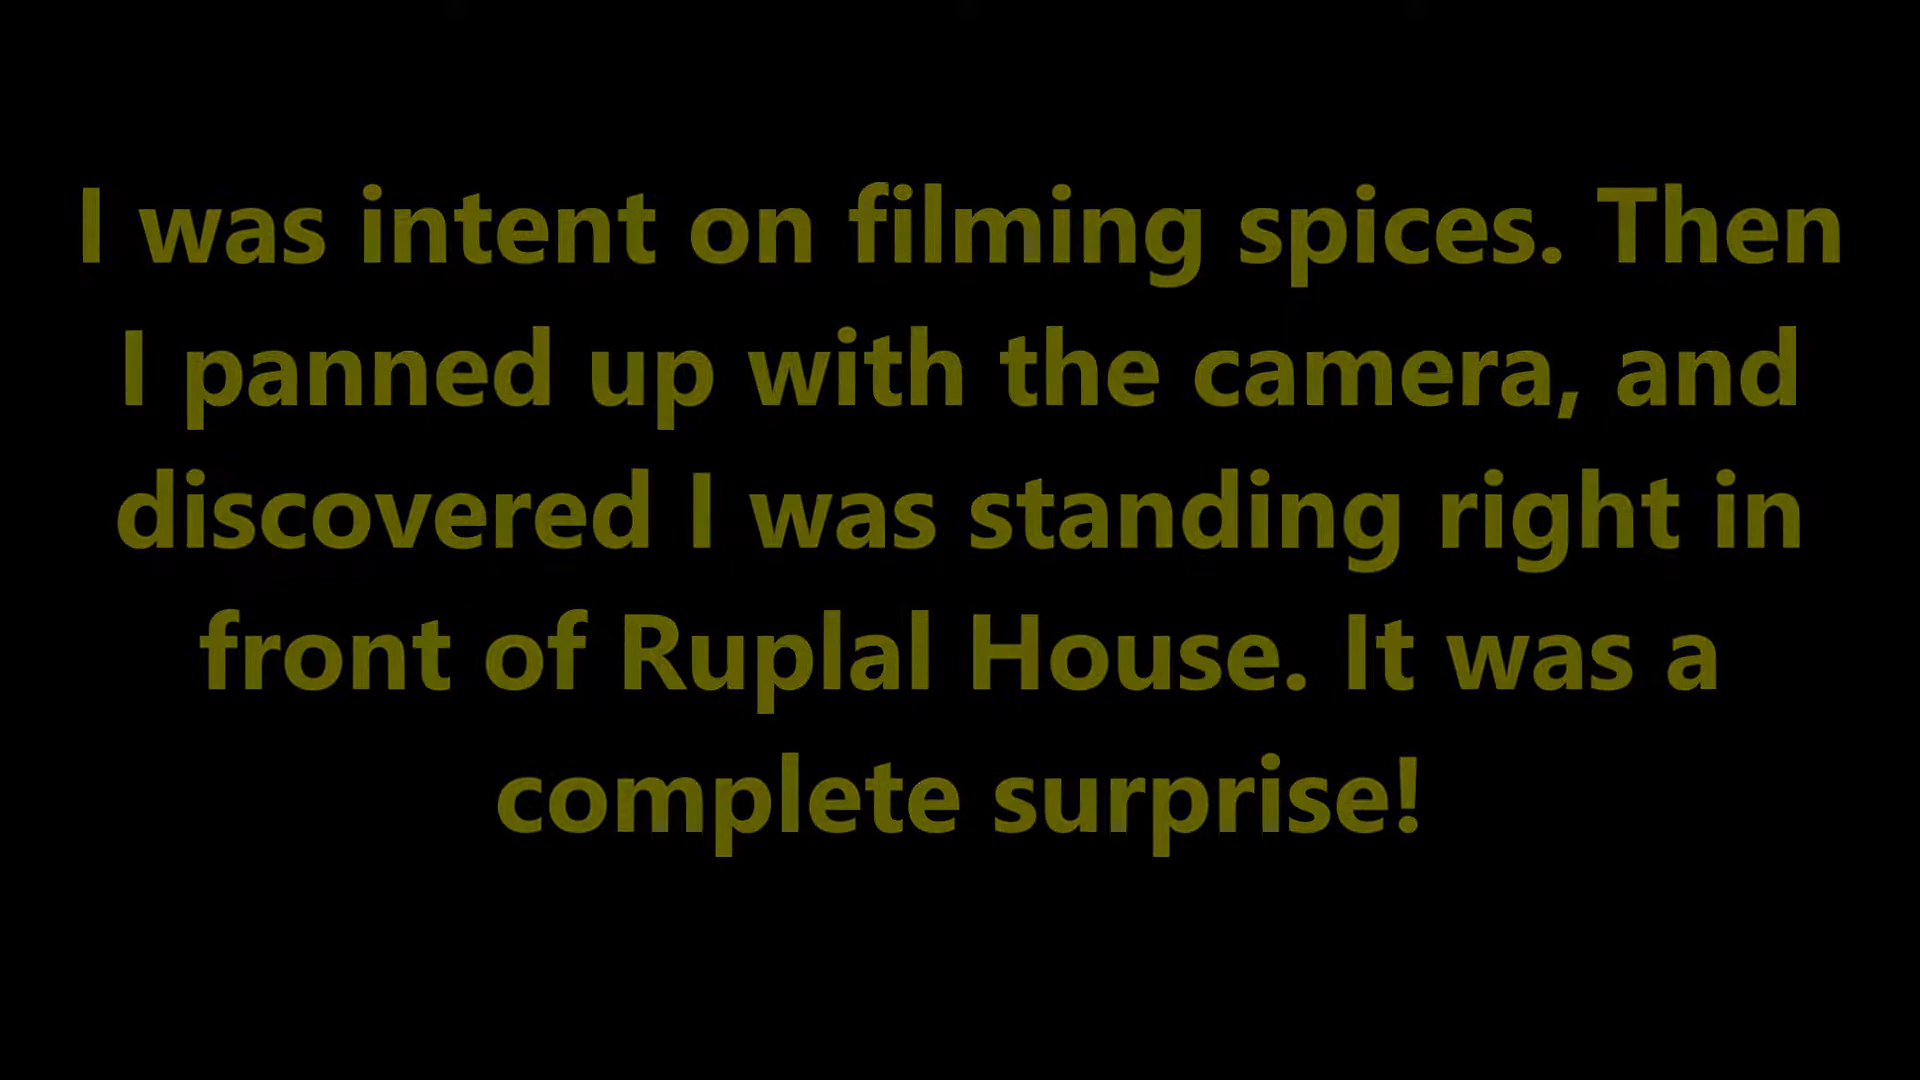 I was intent on filming spices. Then
I panned up with the camera, and
discovered I was standing right in
front of Ruplal House. It was a
complete surprise!